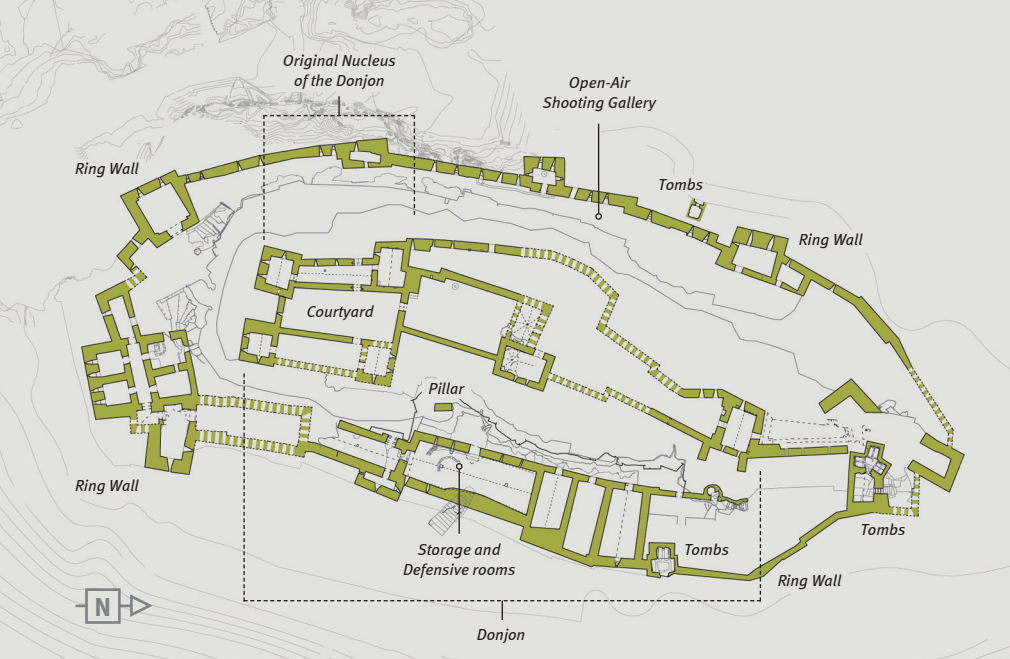 Original Nucleus
of the Donjon
Open-Air
Shooting Gallery
Ring Wall
Tombs
Ring Wall
Courtyard
Pillar
Ring Wall
Tombs
Storage and
Defensive rooms
Tombs
Ring Wall
N
Donjon